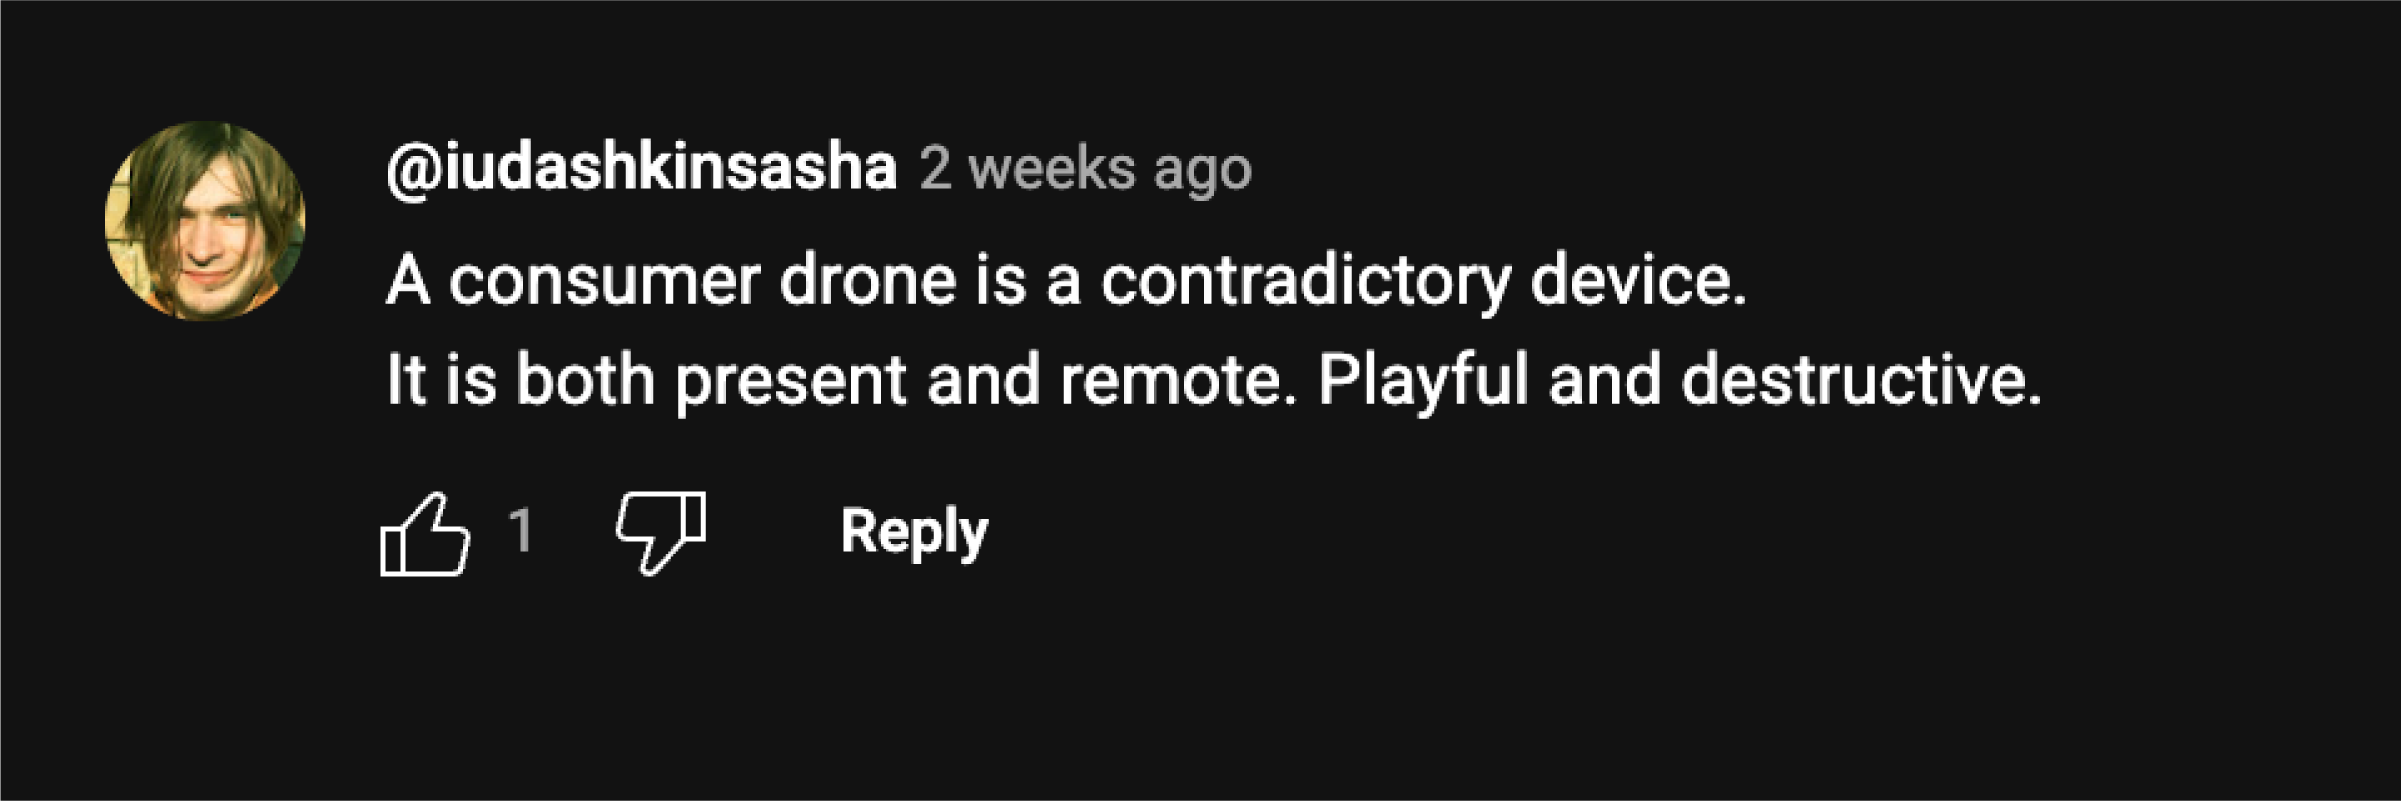 @iudashkinsasha 2 weeks ago
A consumer drone is a contradictory device.
It is both present and remote. Playful and destructive.
1 Reply